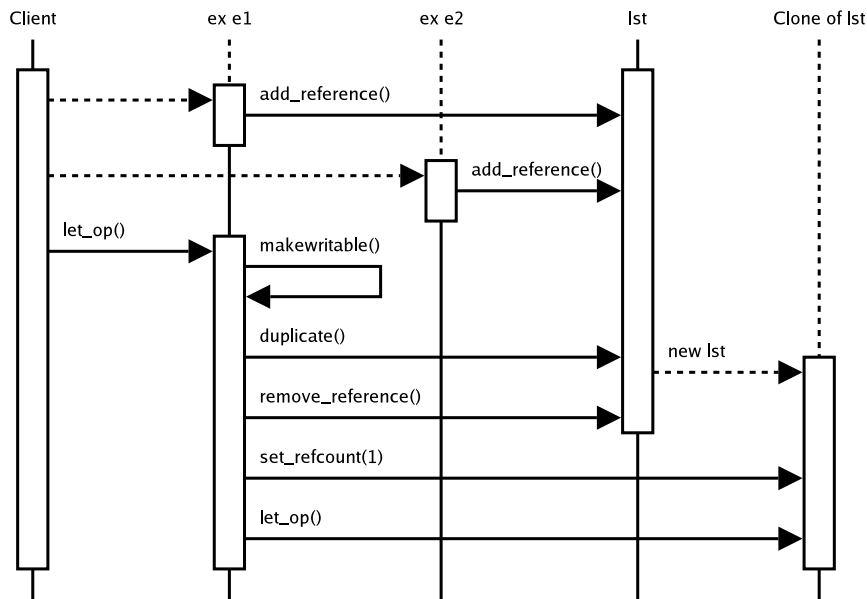 Client
ex e1
ex e2
lst
Clone of lst
add_reference()
add_reference()
let_op()
makewritable()
duplicate()
new lst
remove_reference()
set_refcount(1)
let_op()